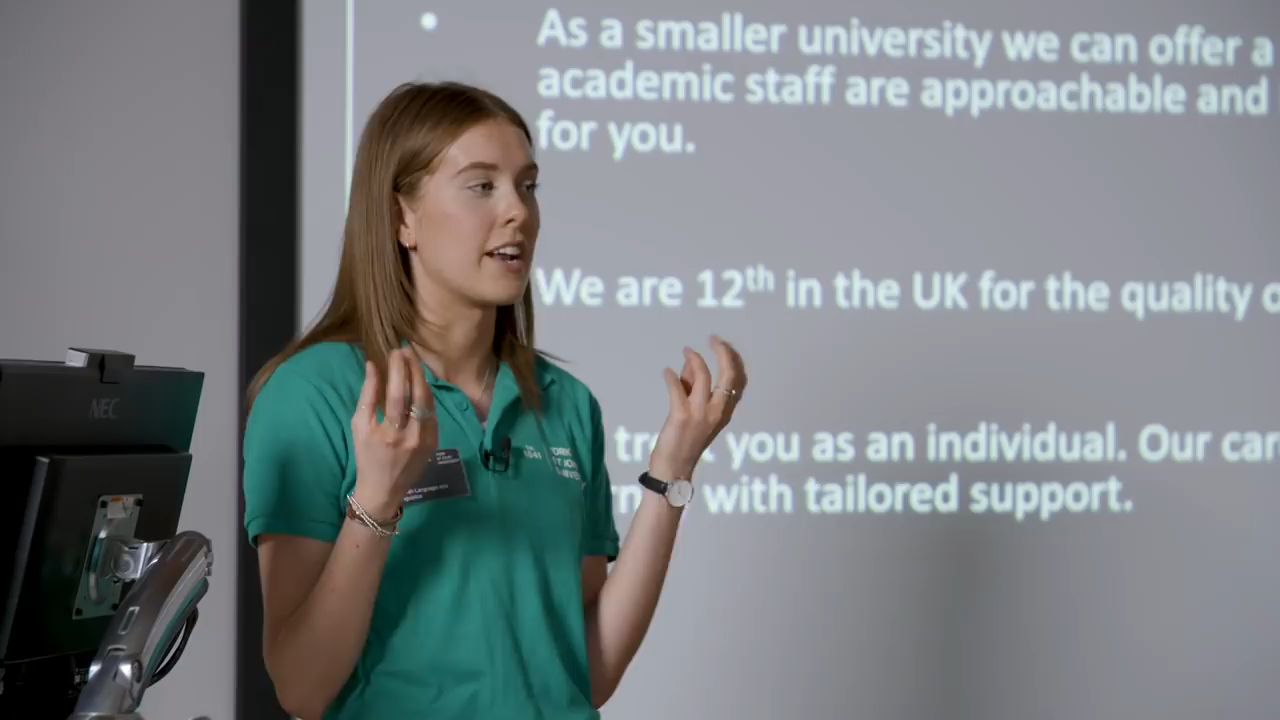 As a smaller university we can offer a
academic staff are approachable and
for you.
We are 12th in the UK for the quality
you as an individual. Our
with tailored support.
NEC
1841